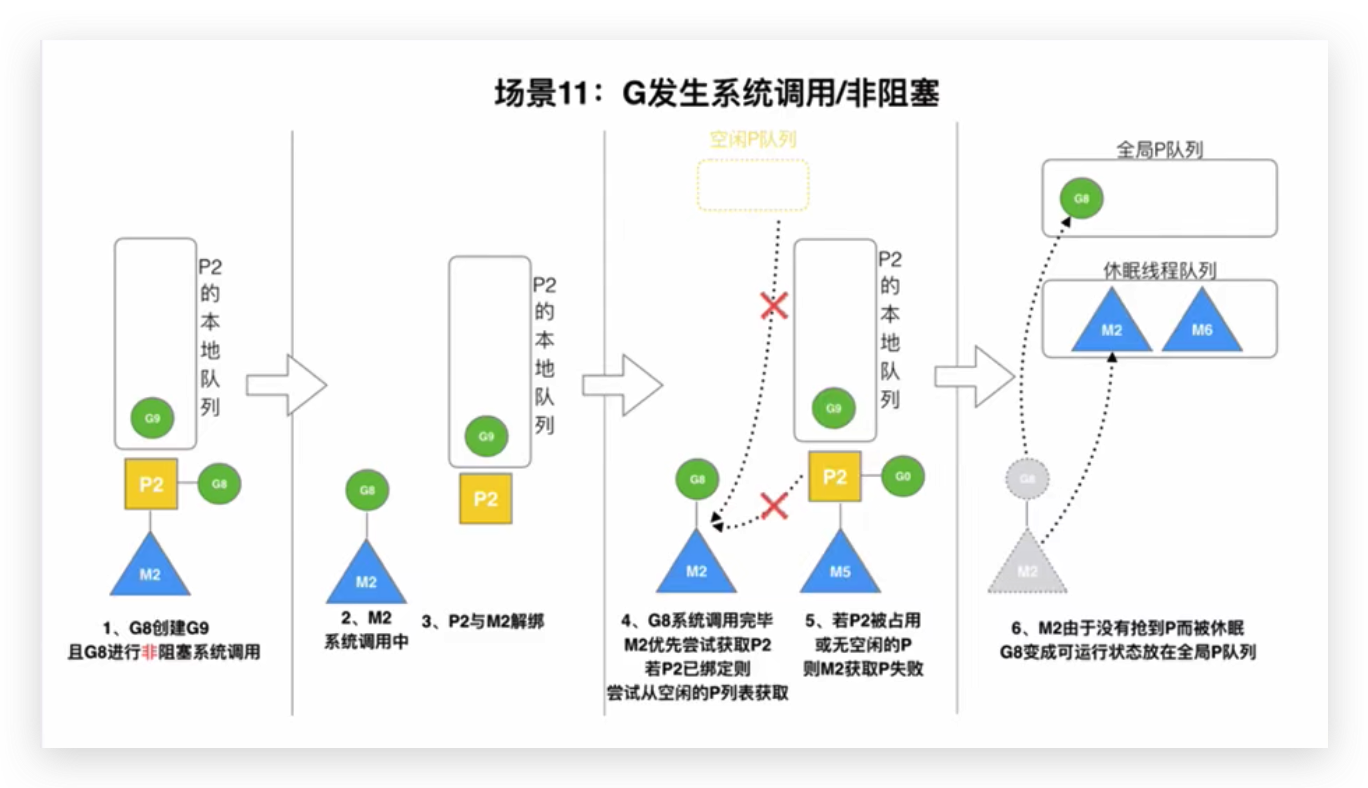 场景11：G发生系统调用/非阻塞
P2的本地队列
G9
P2
G8
M2
1、G8创建G9
且G8进行非阻塞系统调用
P2的本地队列
G9
P2
G8
M2
2、M2
系统调用中
3、P2与M2解绑
空闲P队列
P2的本地队列
G9
G8
P2
G0
M2
M5
4、G8系统调用完毕
M2优先尝试获取P2
若P2已绑定则
尝试从空闲的P列表获取
5、若P2被占用
或无空闲的P
则M2获取P失败
全局P队列
G8
休眠线程队列
M2
M6
G8
M2
6、M2由于没有抢到P而被休眠
G8变成可运行状态放在全局P队列